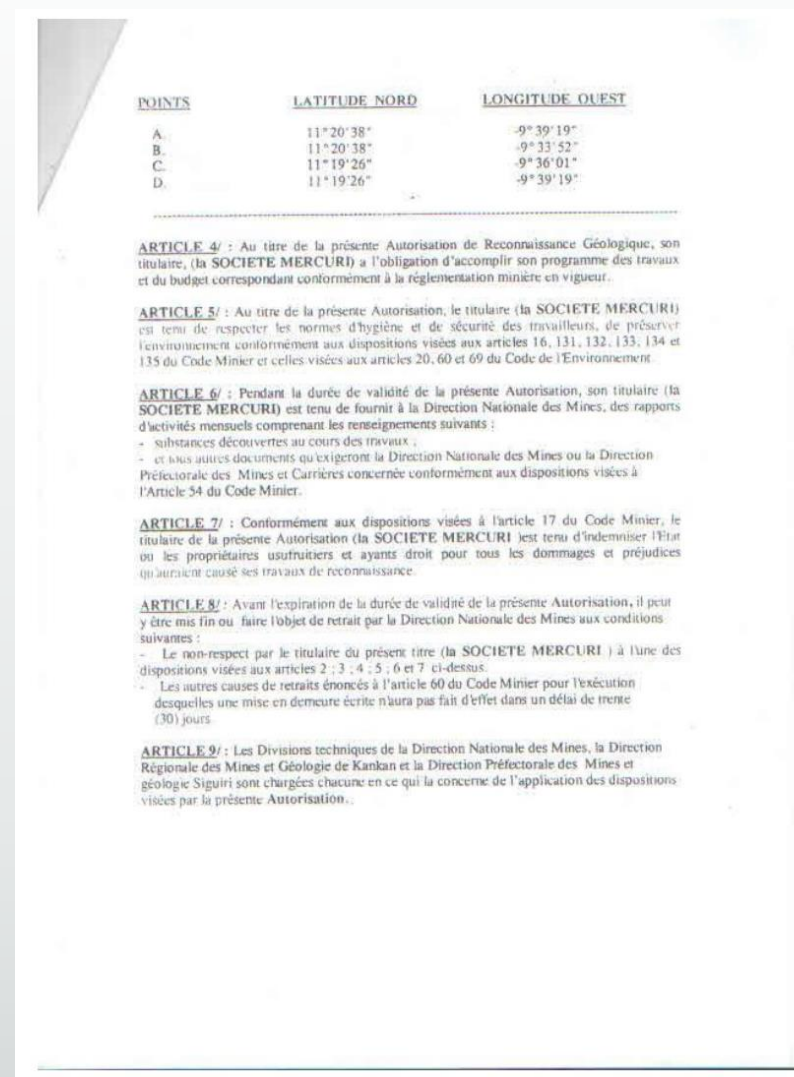 POINTS LATITUDE NORD LONGITUDE OUEST
A. 11°20'38" -9°39'19"
B. 11°20'38" -9°33'52"
C. 11°19'26" -9°36'01"
D. 11°19'26" -9°39'19"
ARTICLE 4/ : Au titre de la présente Autorisation de Reconnaissance Géologique, son
titulaire, (la SOCIETE MERCURI) a l'obligation d'accomplir son programme des travaux
et du budget correspondant conformément à la réglementation minière en vigueur.
ARTICLE 5/ : Au titre de la présente Autorisation, le titulaire (la SOCIETE MERCURI)
est tenu de respecter les normes d'hygiène et de sécurité des travailleurs, de préserver
l'environnement conformément aux dispositions visées aux articles 16, 131, 132, 133, 134 et
135 du Code Minier et celles visées aux articles 20, 60 et 69 du Code de l'Environnement.
ARTICLE 6/ : Pendant la durée de validité de la présente Autorisation, son titulaire (la
SOCIETE MERCURI) est tenu de fournir à la Direction Nationale des Mines, des rapports
d'activités mensuels comprenant les renseignements suivants :
- substances découvertes au cours des travaux ;
- et tous autres documents qu'exigeront la Direction Nationale des Mines ou la Direction
Préfectorale des Mines et Carrières concernée conformément aux dispositions visées à
l'Article 54 du Code Minier.
ARTICLE 7/ : Conformément aux dispositions visées à l'article 17 du Code Minier, le
titulaire de la présente Autorisation (la SOCIETE MERCURI )est tenu d'indemniser l'Etat
ou les propriétaires usufruitiers et ayants droit pour tous les dommages et préjudices
qu'auraient causé ses travaux de reconnaissance.
ARTICLE 8/ : Avant l'expiration de la durée de validité de la présente Autorisation, il peut
y être mis fin ou faire l'objet de retrait par la Direction Nationale des Mines aux conditions
suivantes :
- Le non-respect par le titulaire du présent titre (la SOCIETE MERCURI ) à l'une des
dispositions visées aux articles 2 ; 3 ; 4 ; 5 ; 6 et 7 ci-dessus.
- Les autres causes de retraits énoncés à l'article 60 du Code Minier pour l'exécution
desquelles une mise en demeure écrite n'aura pas fait d'effet dans un délai de trente
(30) jours
ARTICLE 9/ : Les Divisions techniques de la Direction Nationale des Mines, la Direction
Régionale des Mines et Géologie de Kankan et la Direction Préfectorale des Mines et
géologie Siguiri sont chargées chacune en ce qui la concerne de l'application des dispositions
visées par la présente Autorisation.